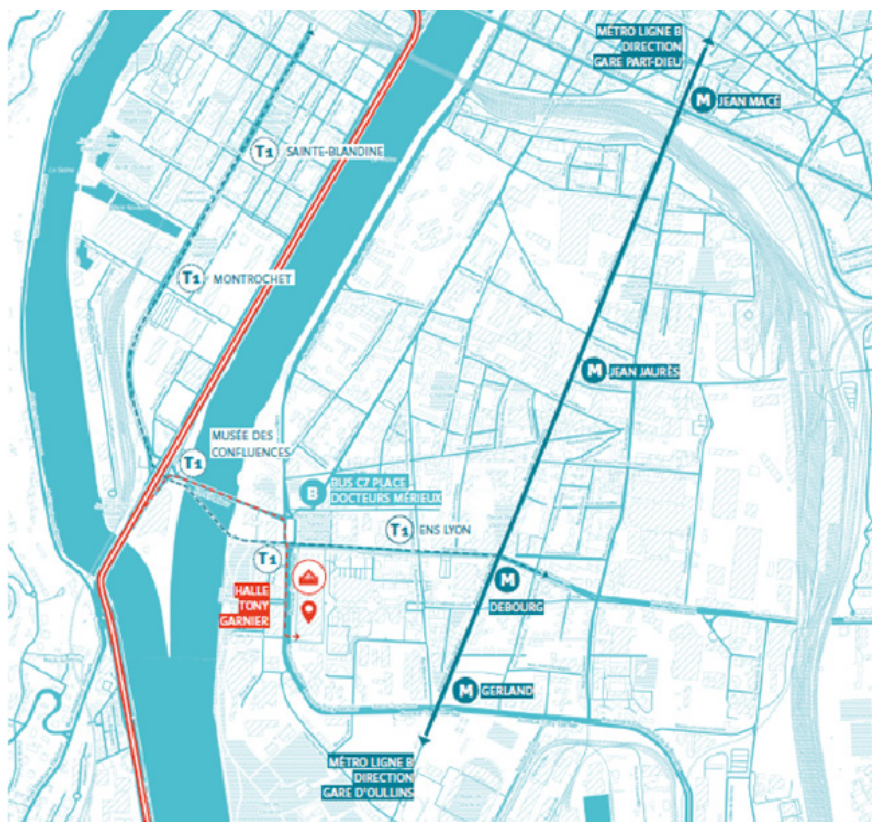 MÉTRO LIGNE B
DIRECTION
GARE PART-DIEU
M JEAN MACÉ
T1 SAINTE-BLANDINE
T1 MONTROCHET
M JEAN JAURÈS
MUSÉE DES
CONFLUENCES
T1
B BUS C7 PLACE
DOCTEURS MÉRIEUX
T1 ENS LYON
T1
HALLE
TONY
GARNIER
M
DEBOURG
M GERLAND
MÉTRO LIGNE B
DIRECTION
GARE D'OULLINS